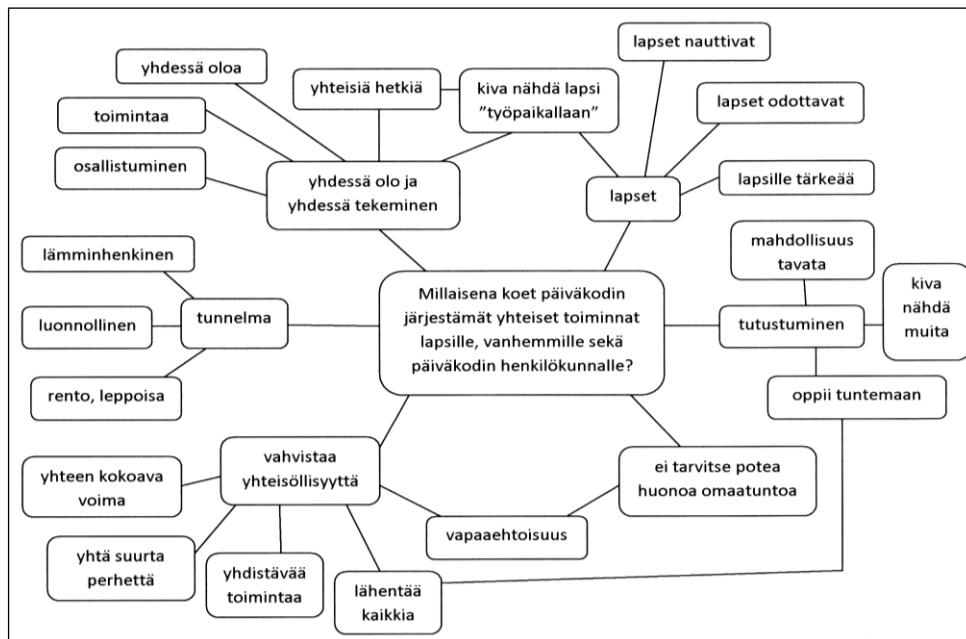 lapset nauttivat
yhdessä oloa
yhteisiä hetkiä
kiva nähdä lapsi
"työpaikallaan"
lapset odottavat
toimintaa
osallistuminen
yhdessä olo ja
yhdessä tekeminen
lapset
lapsille tärkeää
lämminhenkinen
mahdollisuus
tavata
kiva
nähdä
muita
Millaisena koet päiväkodin
järjestämät yhteiset toiminnat
lapsille, vanhemmille sekä
päiväkodin henkilökunnalle?
luonnollinen
tunnelma
tutustuminen
rento, leppoisa
oppii tuntemaan
vahvistaa
yhteisöllisyyttä
ei tarvitse potea
huonoa omaatuntoa
yhteen kokoava
voima
vapaaehtoisuus
yhtä suurta
perhettä
yhdistävää
toimintaa
lähentää
kaikkia